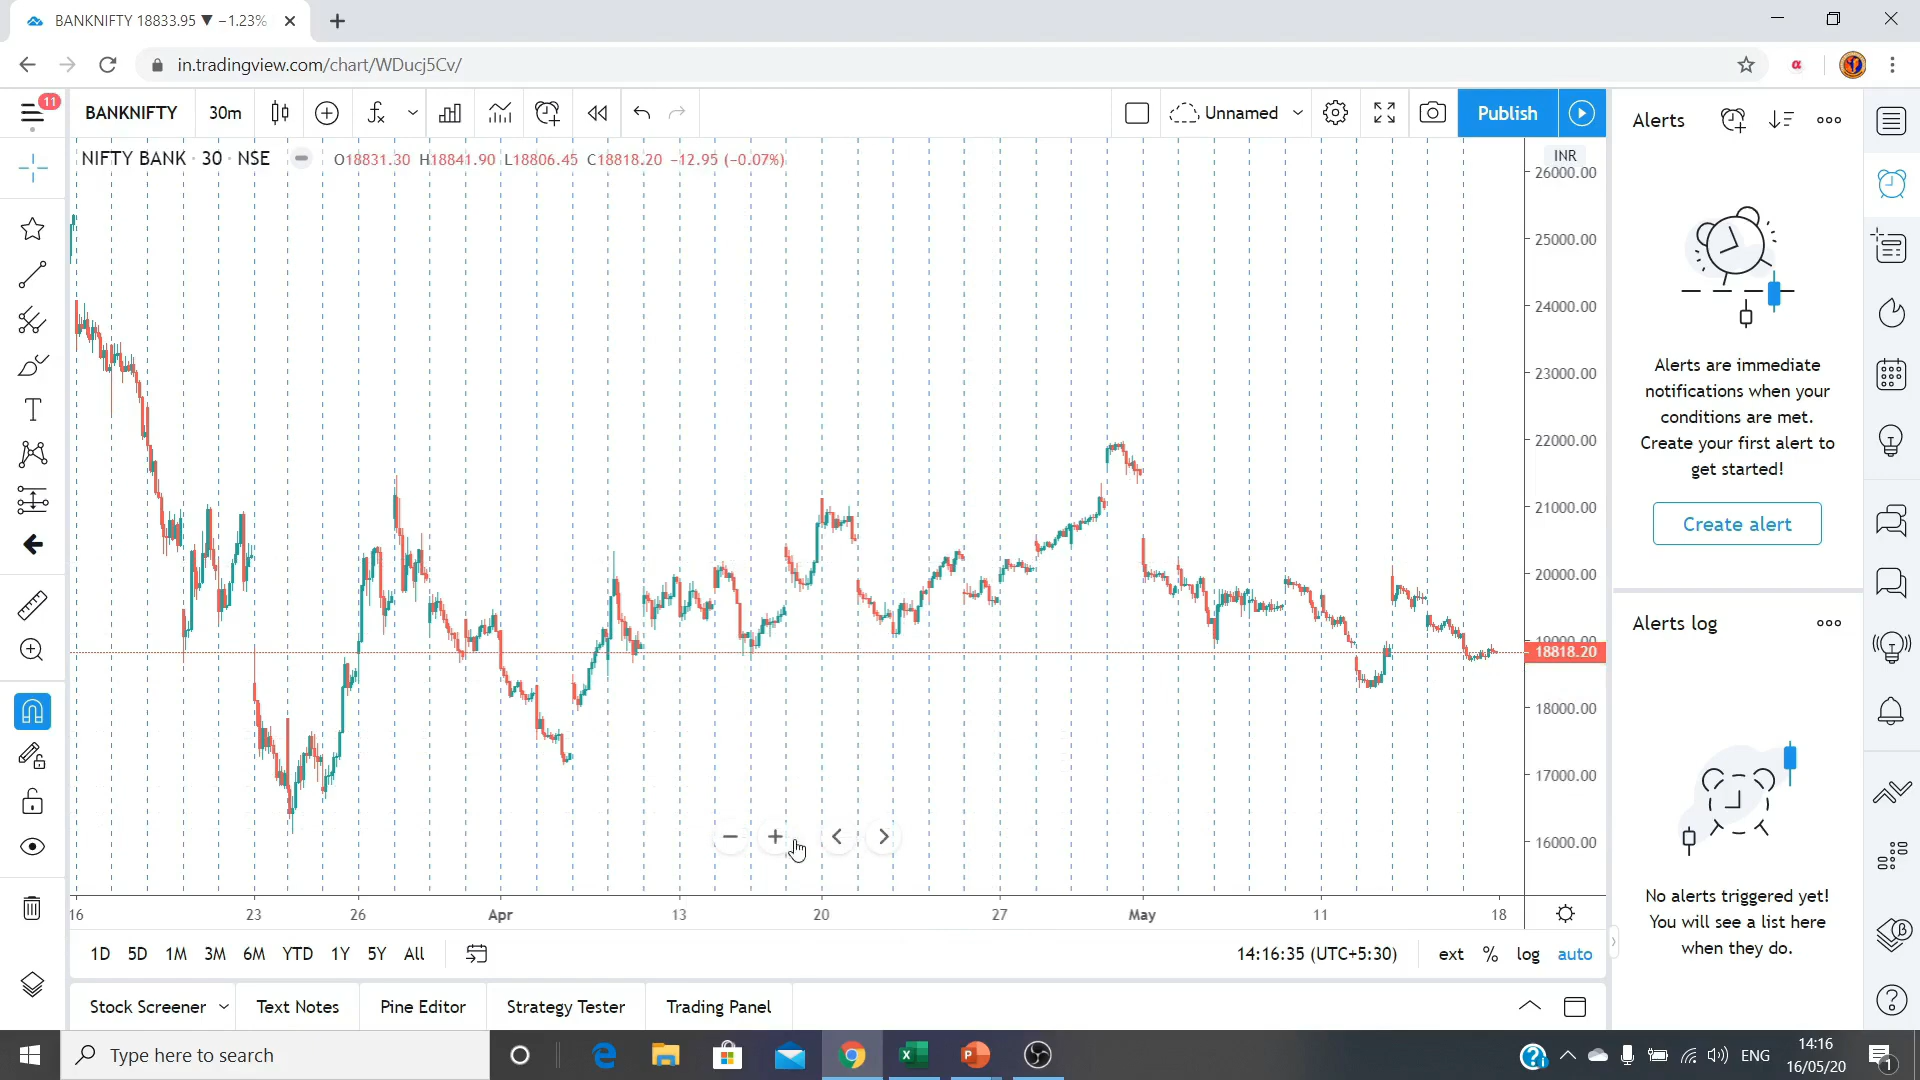 BANKNIFTY 18833.95 ▼ −1.23%
in.tradingview.com/chart/WDucj5Cv/
11
BANKNIFTY 30m Unnamed Publish
NIFTY BANK · 30 · NSE O18831.30 H18841.90 L18806.45 C18818.20 −12.95 (−0.07%)
INR
26000.00
25000.00
24000.00
23000.00
22000.00
21000.00
20000.00
19000.00
18818.20
18000.00
17000.00
16000.00
16 23 26 Apr 13 20 27 May 11 18
1D 5D 1M 3M 6M YTD 1Y 5Y All
14:16:35 (UTC+5:30) ext % log auto
Stock Screener Text Notes Pine Editor Strategy Tester Trading Panel
Alerts
Alerts are immediate
notifications when your
conditions are met.
Create your first alert to
get started!
Create alert
Alerts log
No alerts triggered yet!
You will see a list here
when they do.
Type here to search
ENG
14:16
16/05/20
1